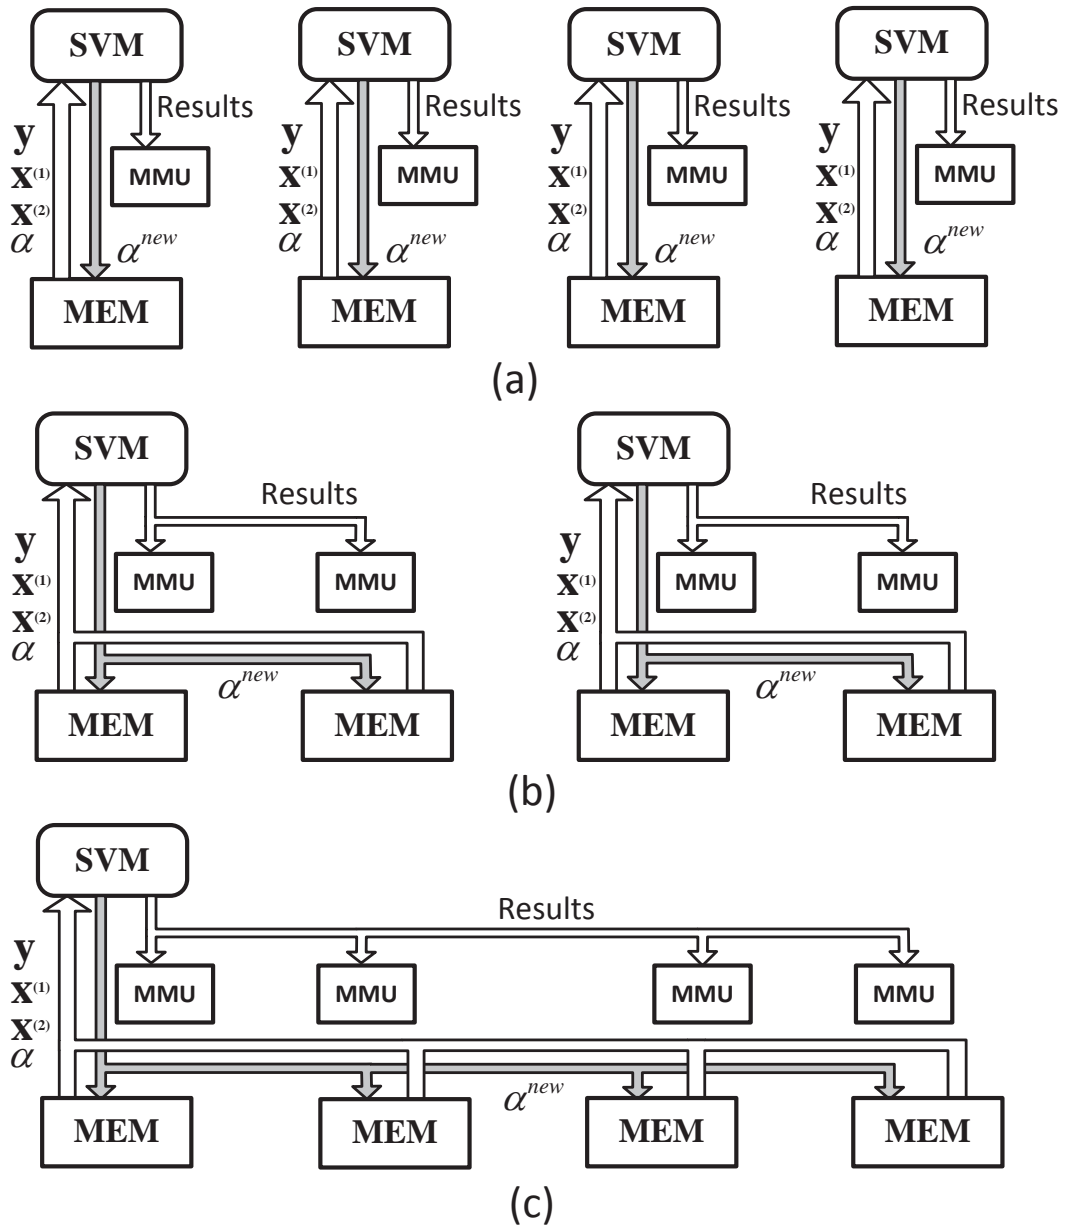 SVM SVM SVM SVM
Results Results Results Results
y y y y
MMU MMU MMU MMU
x(1) x(1) x(1) x(1)
x(2) x(2) x(2) x(2)
α α^new α α^new α α^new α α^new
MEM MEM MEM MEM
(a)
SVM SVM
Results Results
y y
MMU MMU MMU MMU
x(1) x(1)
x(2) x(2)
α α
α^new α^new
MEM MEM MEM MEM
(b)
SVM
Results
y
x(1) MMU MMU MMU MMU
x(2)
α
α^new
MEM MEM MEM MEM
(c)